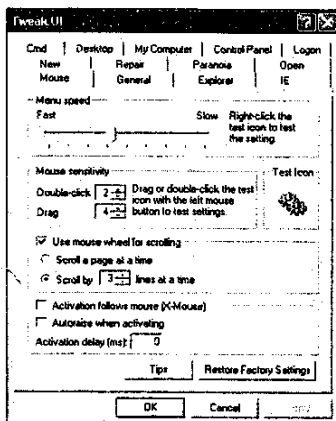 Tweak UI
Cmd Desktop My Computer Control Panel Logon
New Repair Paranoia Open
Mouse General Explorer IE
Menu speed
Fast Slow Right-click the
test icon to test
the setting.
Mouse sensitivity Test Icon
Double-click 2 Drag or double-click the test
icon with the left mouse
Drag 4 button to test settings.
Use mouse wheel for scrolling
Scroll a page at a time
Scroll by 3 lines at a time
Activation follows mouse (X-Mouse)
Autoraise when activating
Activation delay (ms): 0
Tips Restore Factory Settings
OK Cancel